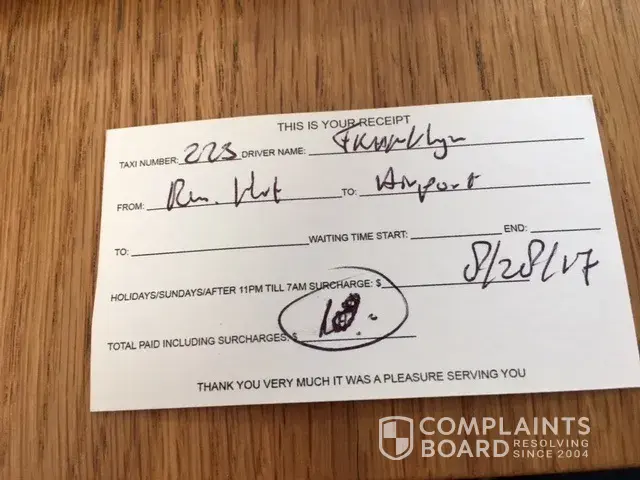 THIS IS YOUR RECEIPT
TAXI NUMBER: 223 DRIVER NAME: Franklyn
FROM: TO: Airport
TO: WAITING TIME START: END:
8/28/17
HOLIDAYS/SUNDAYS/AFTER 11PM TILL 7AM SURCHARGE: $
TOTAL PAID INCLUDING SURCHARGES: $
THANK YOU VERY MUCH IT WAS A PLEASURE SERVING YOU
COMPLAINTS
BOARD RESOLVING
SINCE 2004